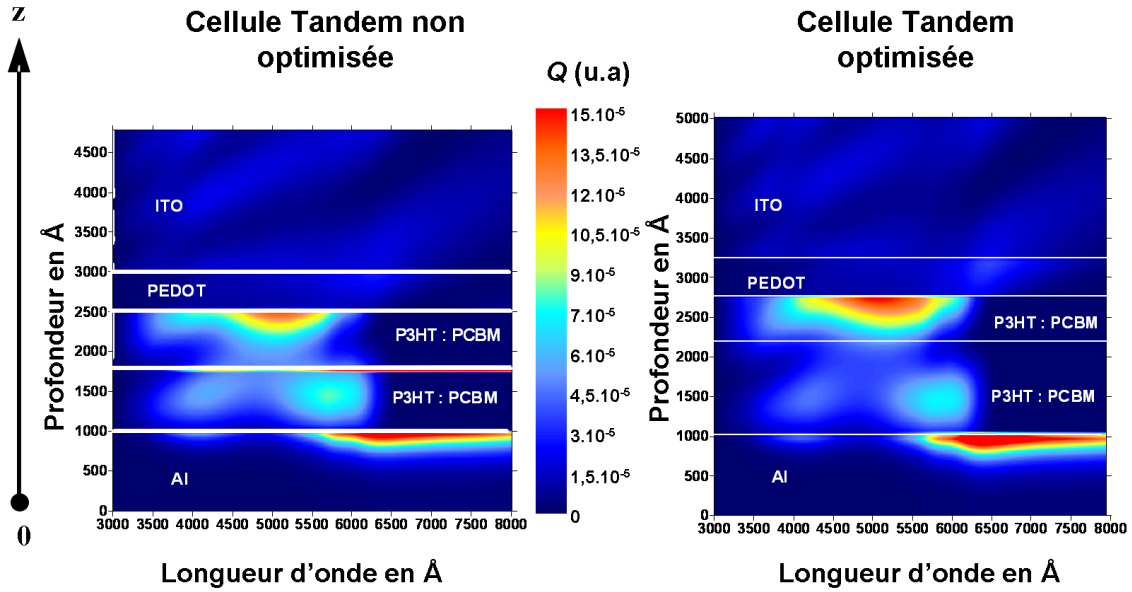 z
0
Cellule Tandem non
optimisée
Profondeur en Å
4500
4000
3500
3000
2500
2000
1500
1000
500
0
ITO
PEDOT
P3HT : PCBM
P3HT : PCBM
Al
3000 3500 4000 4500 5000 5500 6000 6500 7000 7500 8000
Longueur d’onde en Å
Q (u.a)
15.10-5
13,5.10-5
12.10-5
10,5.10-5
9.10-5
7.10-5
6.10-5
4.10-5
3.10-5
1.5.10-5
0
Cellule Tandem
optimisée
Profondeur en Å
5000
4500
4000
3500
3000
2500
2000
1500
1000
500
0
ITO
PEDOT
P3HT : PCBM
P3HT : PCBM
Al
3000 3500 4000 4500 5000 5500 6000 6500 7000 7500 8000
Longueur d’onde en Å